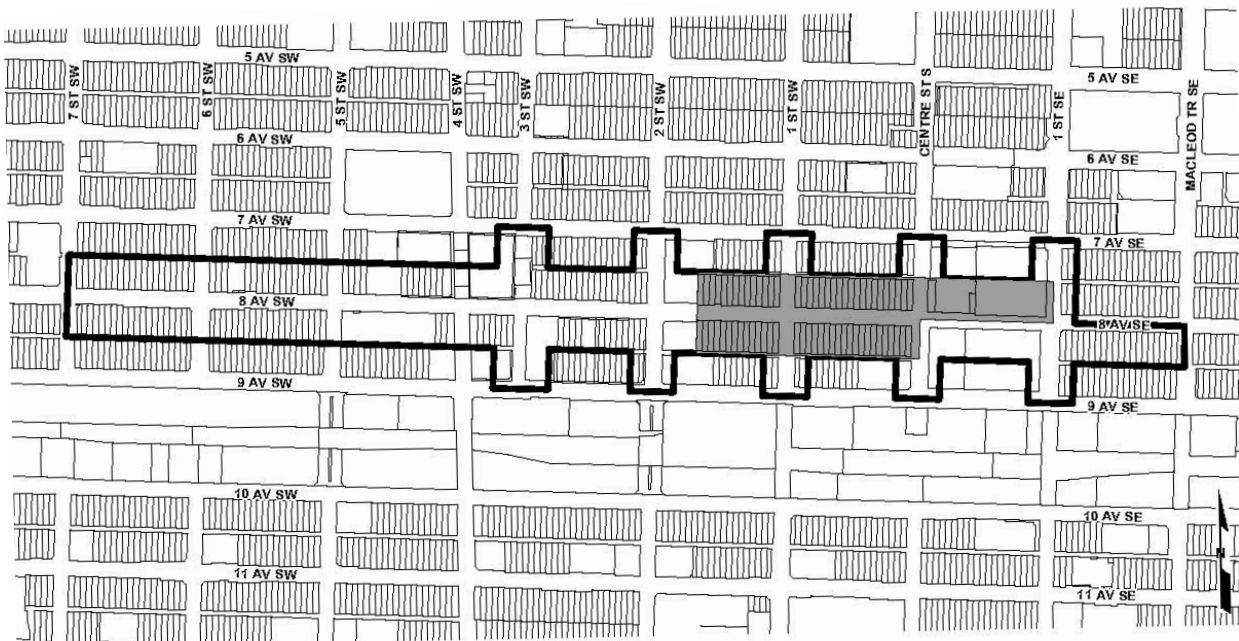 5 AV SW
5 AV SE
7 ST SW
6 ST SW
5 ST SW
4 ST SW
3 ST SW
2 ST SW
1 ST SW
CENTRE ST S
1 ST SE
MACLEOD TR SE
6 AV SW
6 AV SE
7 AV SW
7 AV SE
8 AV SW
8 AV SE
9 AV SW
9 AV SE
10 AV SW
10 AV SE
11 AV SW
11 AV SE
N